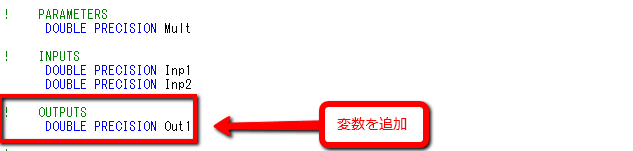 ! PARAMETERS
DOUBLE PRECISION Mult
! INPUTS
DOUBLE PRECISION Inp1
DOUBLE PRECISION Inp2
! OUTPUTS
DOUBLE PRECISION Out1
変数を追加